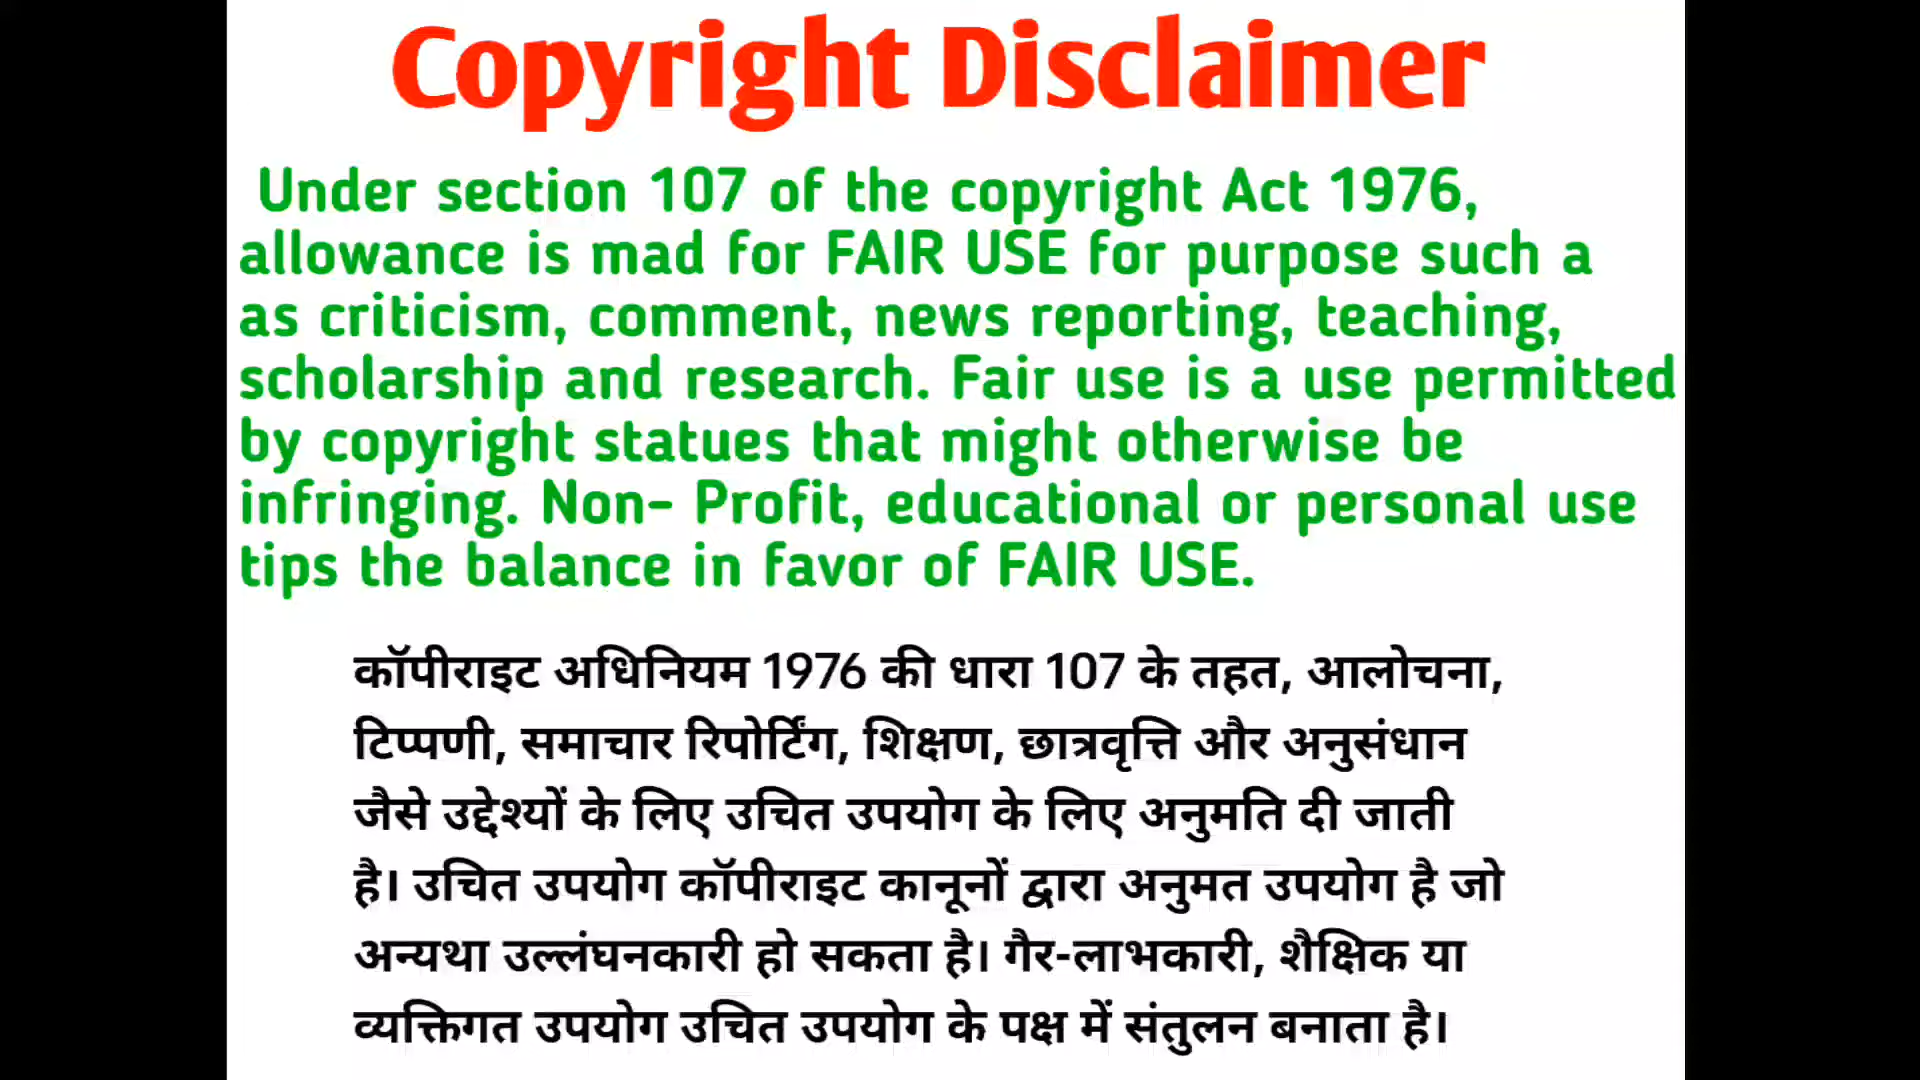 Copyright Disclaimer
Under section 107 of the copyright Act 1976,
allowance is mad for FAIR USE for purpose such a
as criticism, comment, news reporting, teaching,
scholarship and research. Fair use is a use permitted
by copyright statues that might otherwise be
infringing. Non- Profit, educational or personal use
tips the balance in favor of FAIR USE.
कॉपीराइट अधिनियम 1976 की धारा 107 के तहत, आलोचना,
टिप्पणी, समाचार रिपोर्टिंग, शिक्षण, छात्रवृत्ति और अनुसंधान
जैसे उद्देश्यों के लिए उचित उपयोग के लिए अनुमति दी जाती
है। उचित उपयोग कॉपीराइट कानूनों द्वारा अनुमत उपयोग है जो
अन्यथा उल्लंघनकारी हो सकता है। गैर-लाभकारी, शैक्षिक या
व्यक्तिगत उपयोग उचित उपयोग के पक्ष में संतुलन बनाता है।